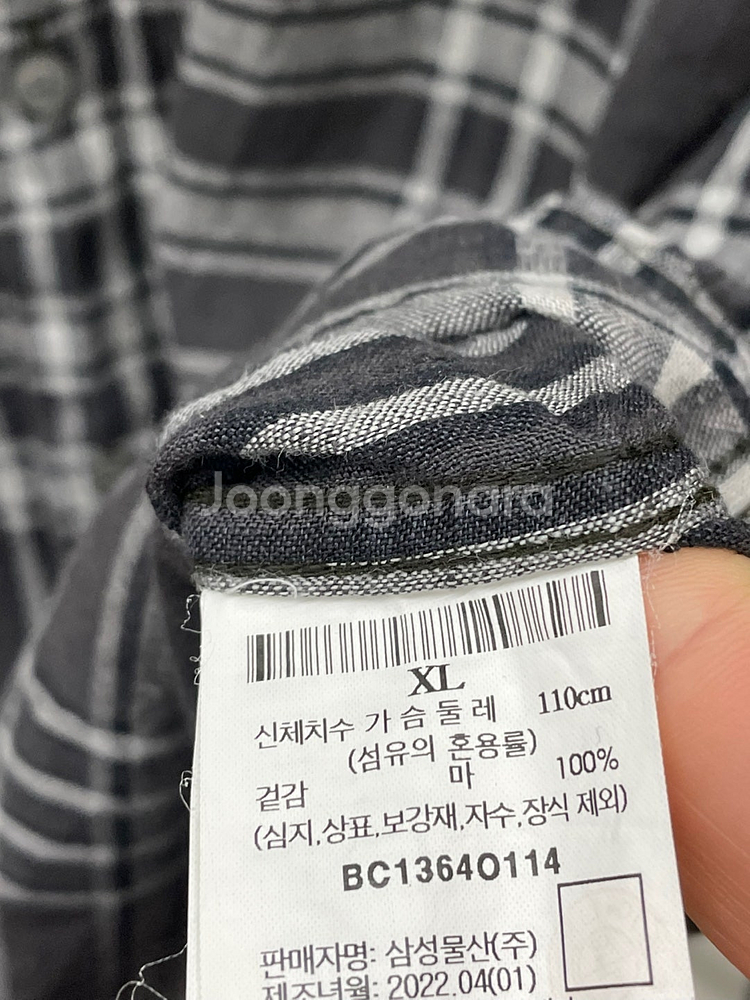 Joonggonara
XL
신체치수 가 슴 둘 레 110cm
(섬유의 혼용률)
겉감 마 100%
(심지,상표,보강재,자수,장식 제외)
BC1364O114
판매자명: 삼성물산(주)
제조년월: 2022.04(01)